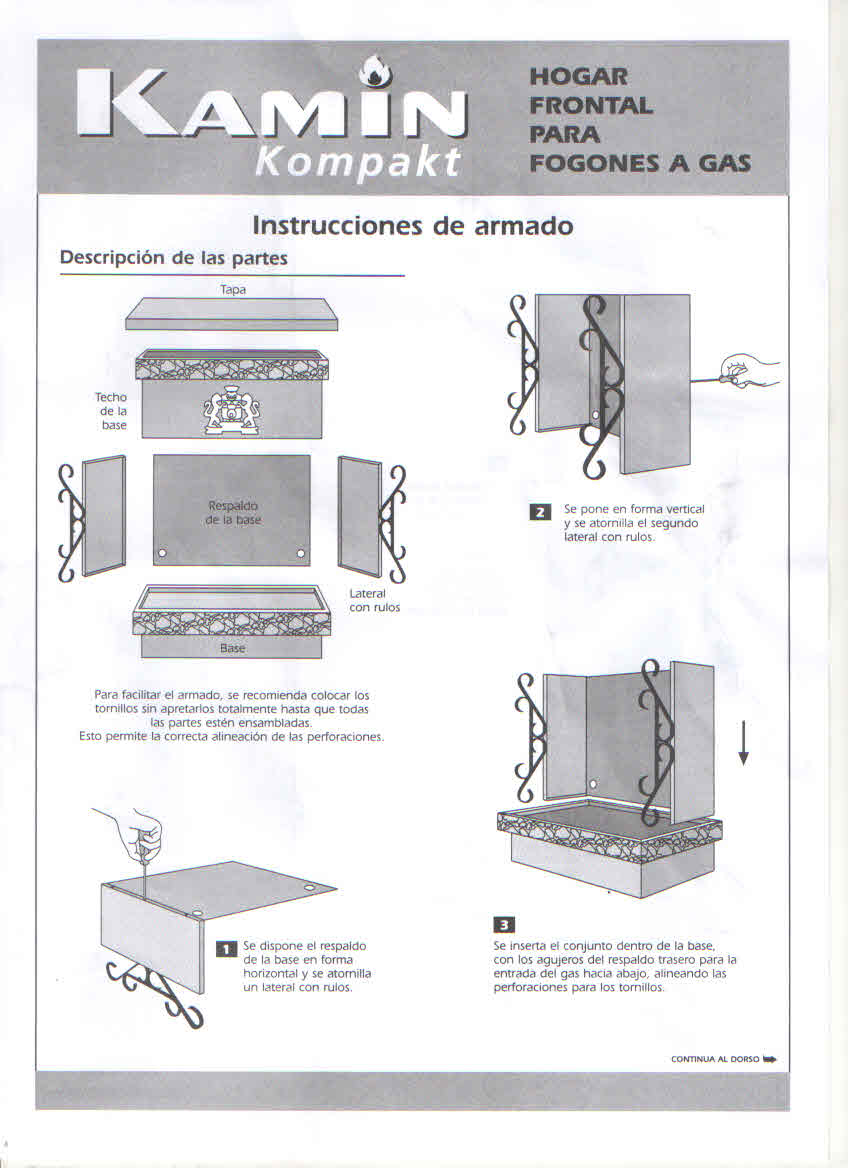 KAMIN
Kompakt
HOGAR
FRONTAL
PARA
FOGONES A GAS
Instrucciones de armado
Descripción de las partes
Tapa
Techo
de la
base
Respaldo
de la base
Lateral
con rulos
Base
Para facilitar el armado, se recomienda colocar los
tornillos sin apretarlos totalmente hasta que todas
las partes estén ensambladas.
Esto permite la correcta alineación de las perforaciones.
1 Se dispone el respaldo
de la base en forma
horizontal y se atornilla
un lateral con rulos.
2 Se pone en forma vertical
y se atornilla el segundo
lateral con rulos.
3
Se inserta el conjunto dentro de la base,
con los agujeros del respaldo trasero para la
entrada del gas hacia abajo, alineando las
perforaciones para los tornillos.
CONTINUA AL DORSO